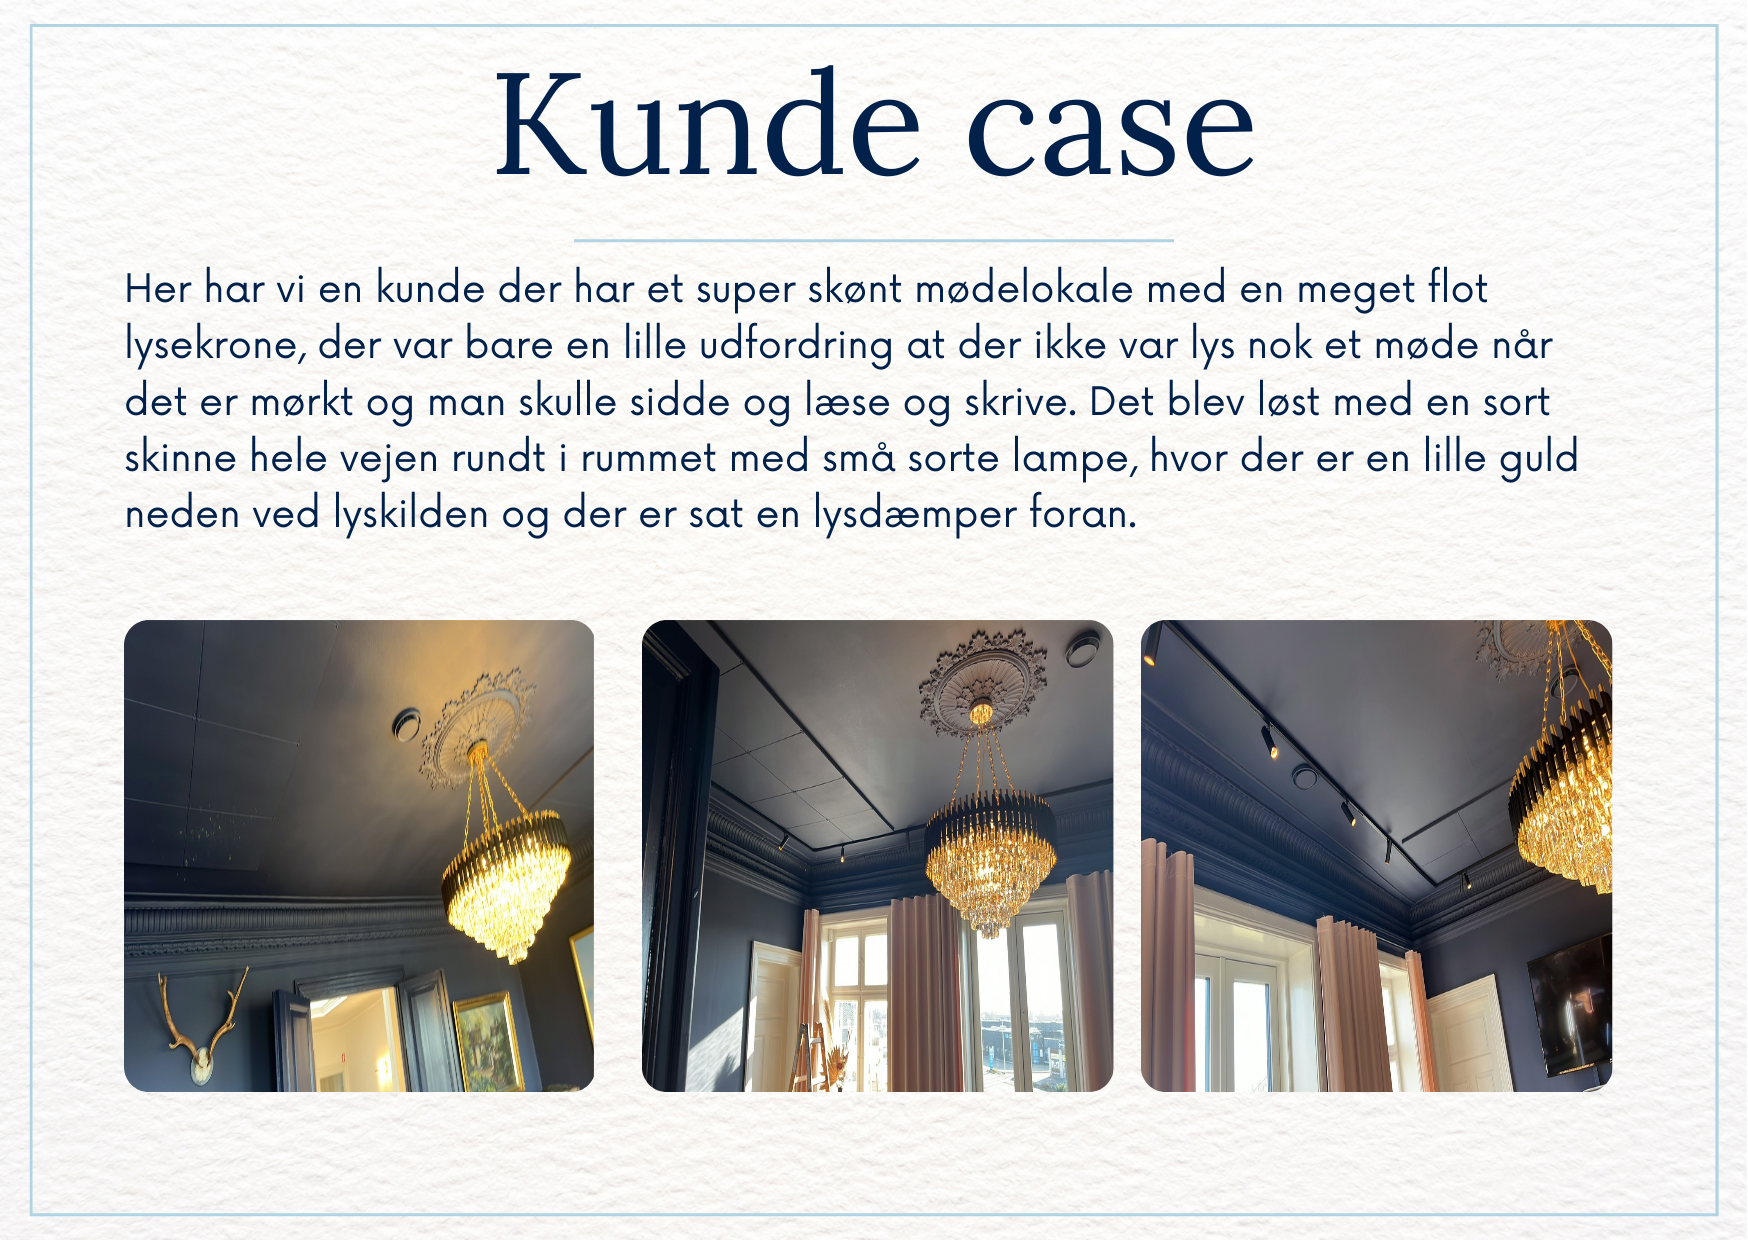 Kunde case
Her har vi en kunde der har et super skønt mødelokale med en meget flot
lysekrone, der var bare en lille udfordring at der ikke var lys nok et møde når
det er mørkt og man skulle sidde og læse og skrive. Det blev løst med en sort
skinne hele vejen rundt i rummet med små sorte lampe, hvor der er en lille guld
neden ved lyskilden og der er sat en lysdæmper foran.